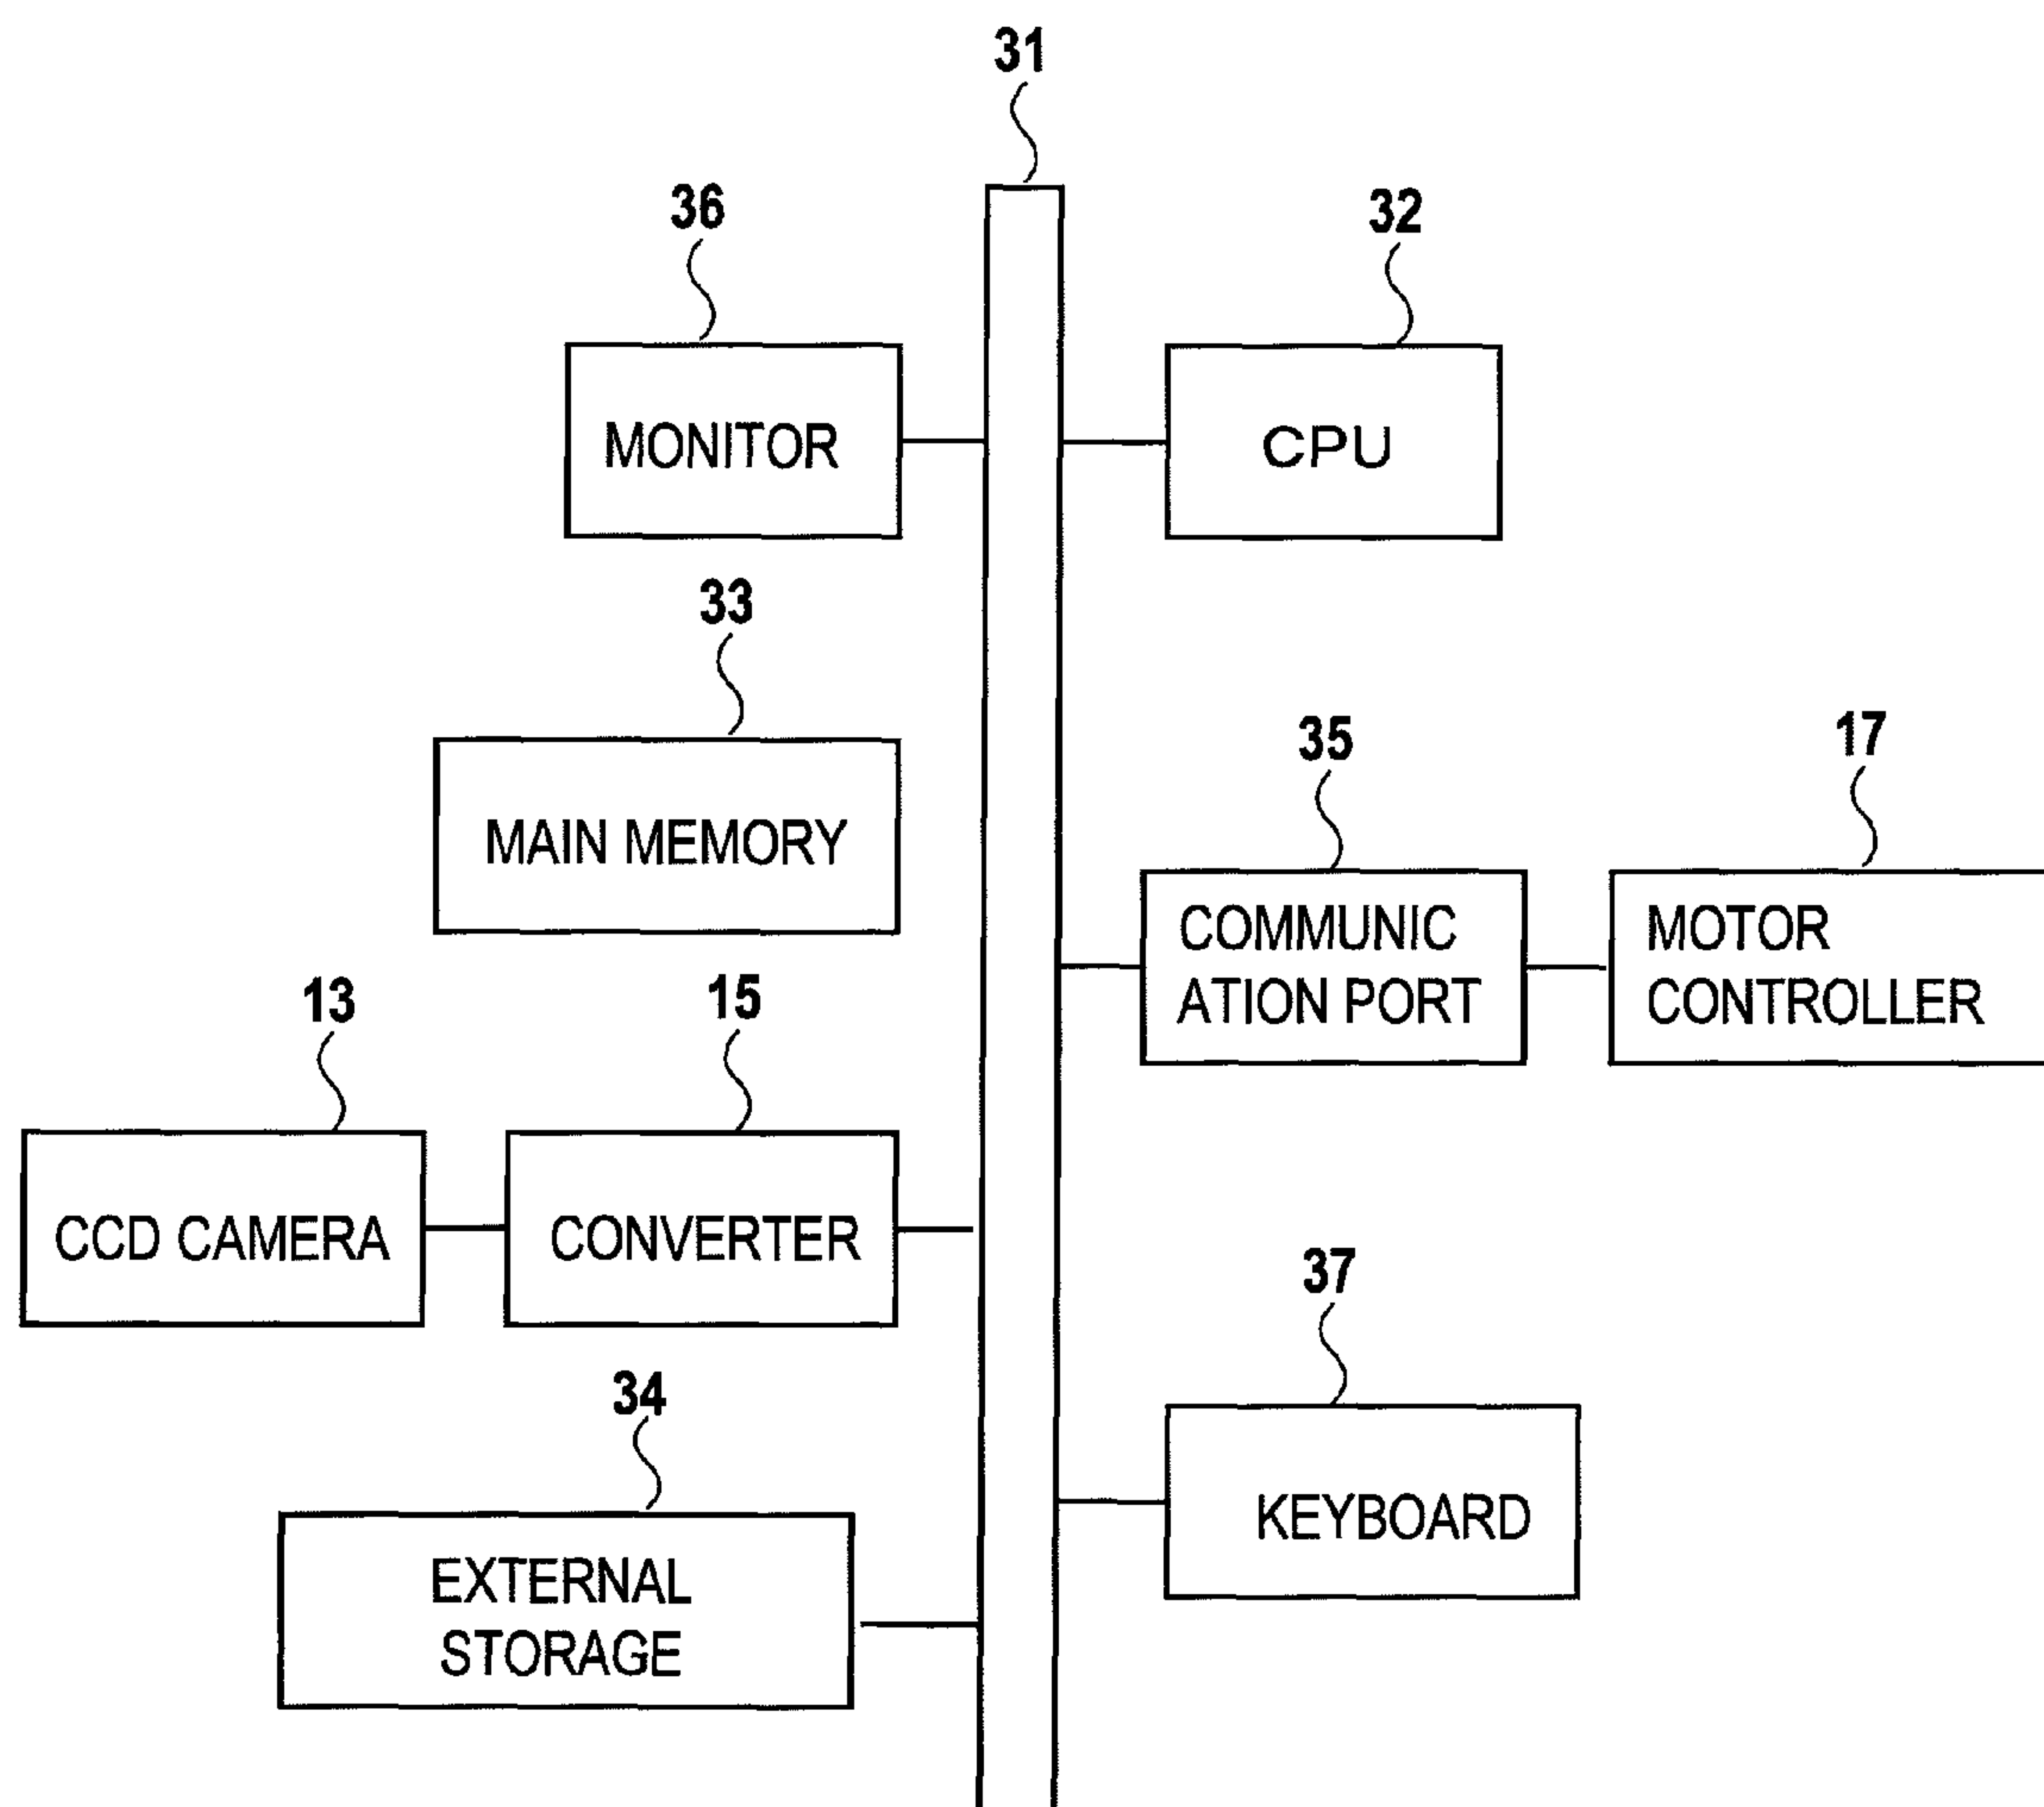 31
36
32
MONITOR
CPU
33
MAIN MEMORY
35
17
COMMUNIC
ATION PORT
MOTOR
CONTROLLER
13
15
CCD CAMERA
CONVERTER
37
KEYBOARD
34
EXTERNAL
STORAGE